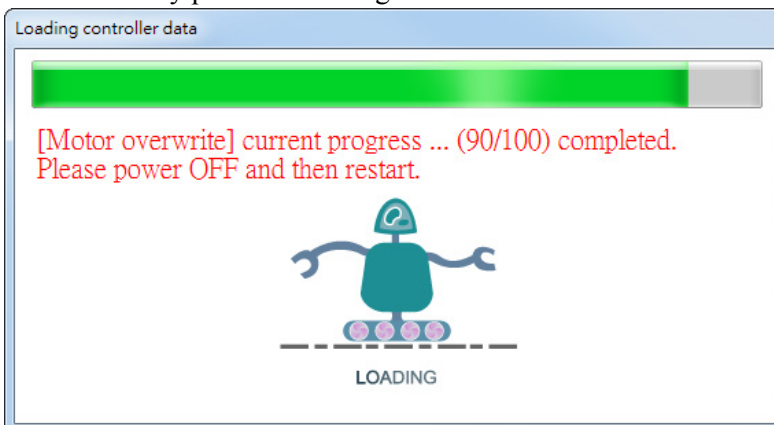 Loading controller data
[Motor overwrite] current progress ... (90/100) completed.
Please power OFF and then restart.
LOADING